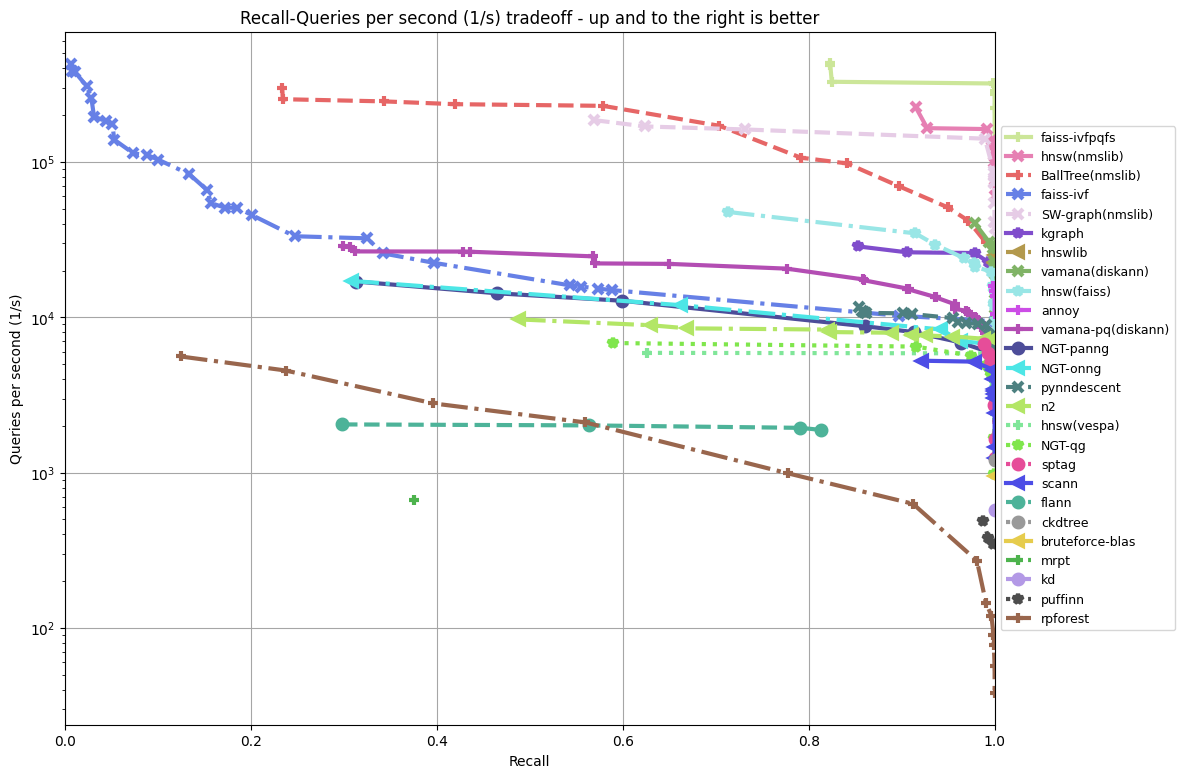 Recall-Queries per second (1/s) tradeoff - up and to the right is better
Queries per second (1/s)
10^5
10^4
10^3
10^2
0.0 0.2 0.4 0.6 0.8 1.0
Recall
faiss-ivfpqfs
hnsw(nmslib)
BallTree(nmslib)
faiss-ivf
SW-graph(nmslib)
kgraph
hnswlib
vamana(diskann)
hnsw(faiss)
annoy
vamana-pq(diskann)
NGT-panng
NGT-onng
pynndescent
n2
hnsw(vespa)
NGT-qg
sptag
scann
flann
ckdtree
bruteforce-blas
mrpt
kd
puffinn
rpforest